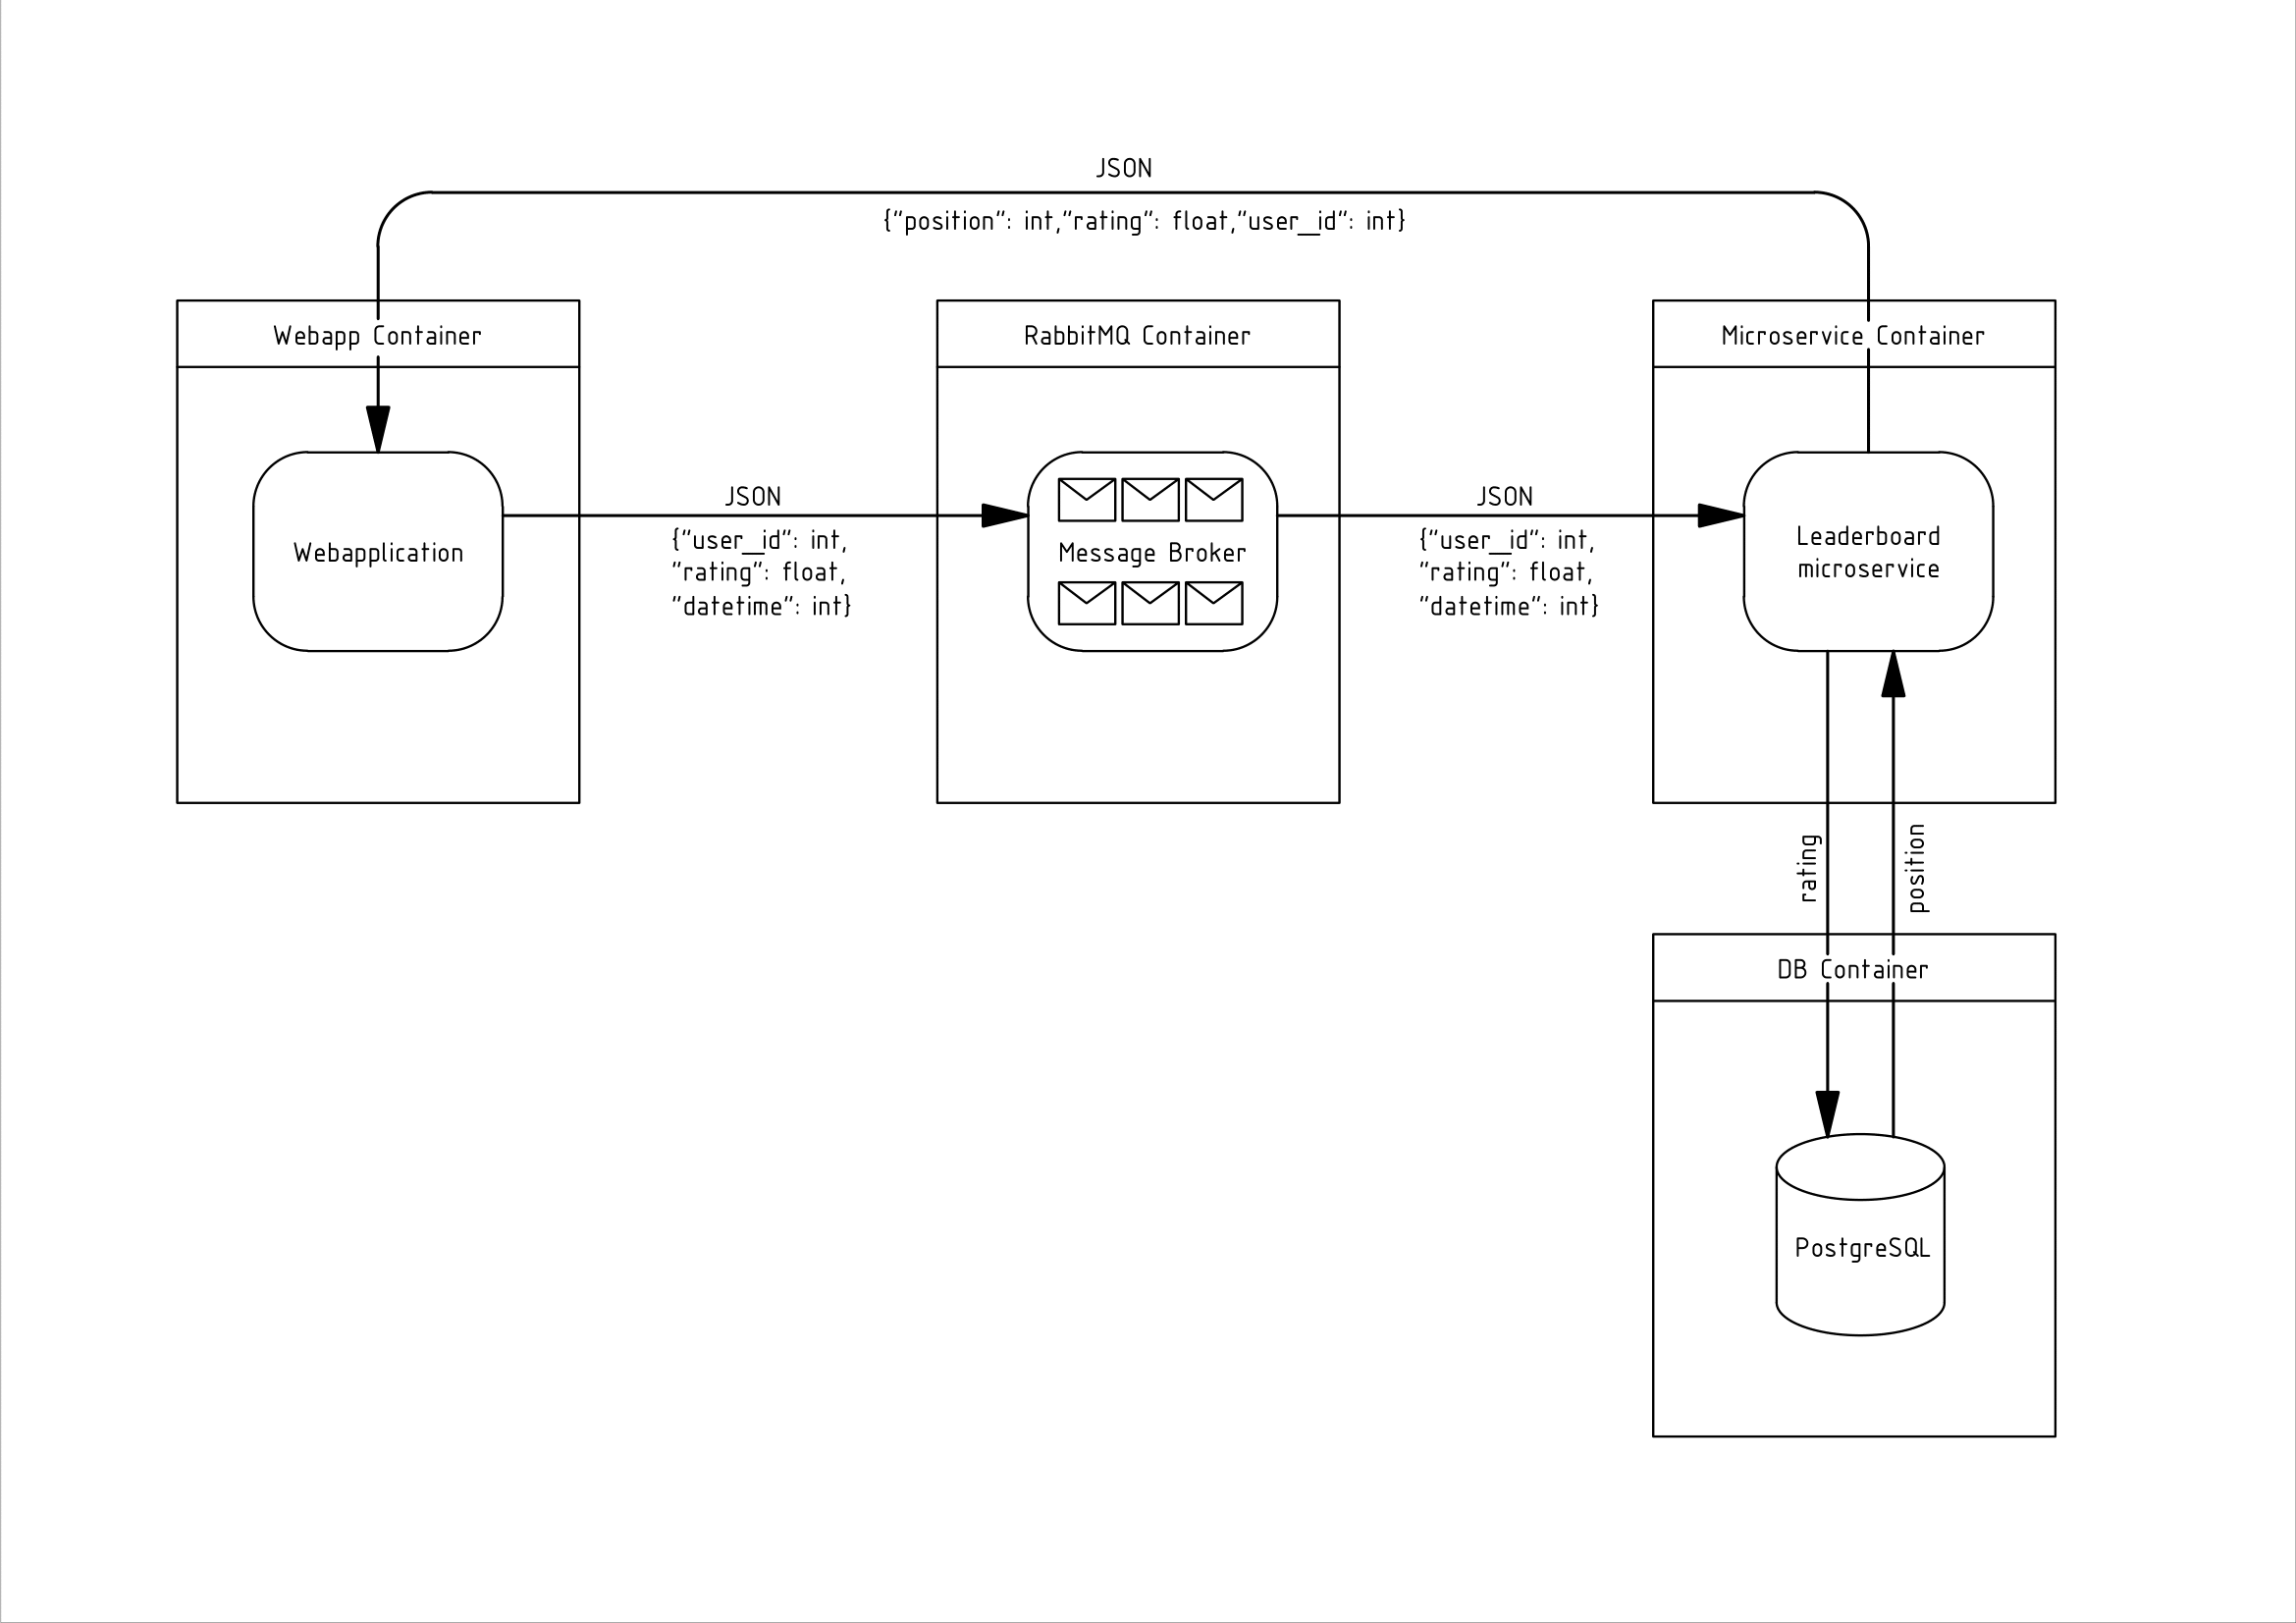 JSON
{"position": int,"rating": float,"user_id": int}
Webapp Container
RabbitMQ Container
Microservice Container
Webapplication
JSON
{"user_id": int,
"rating": float,
"datetime": int}
Message Broker
JSON
{"user_id": int,
"rating": float,
"datetime": int}
Leaderboard
microservice
rating
position
DB Container
PostgreSQL